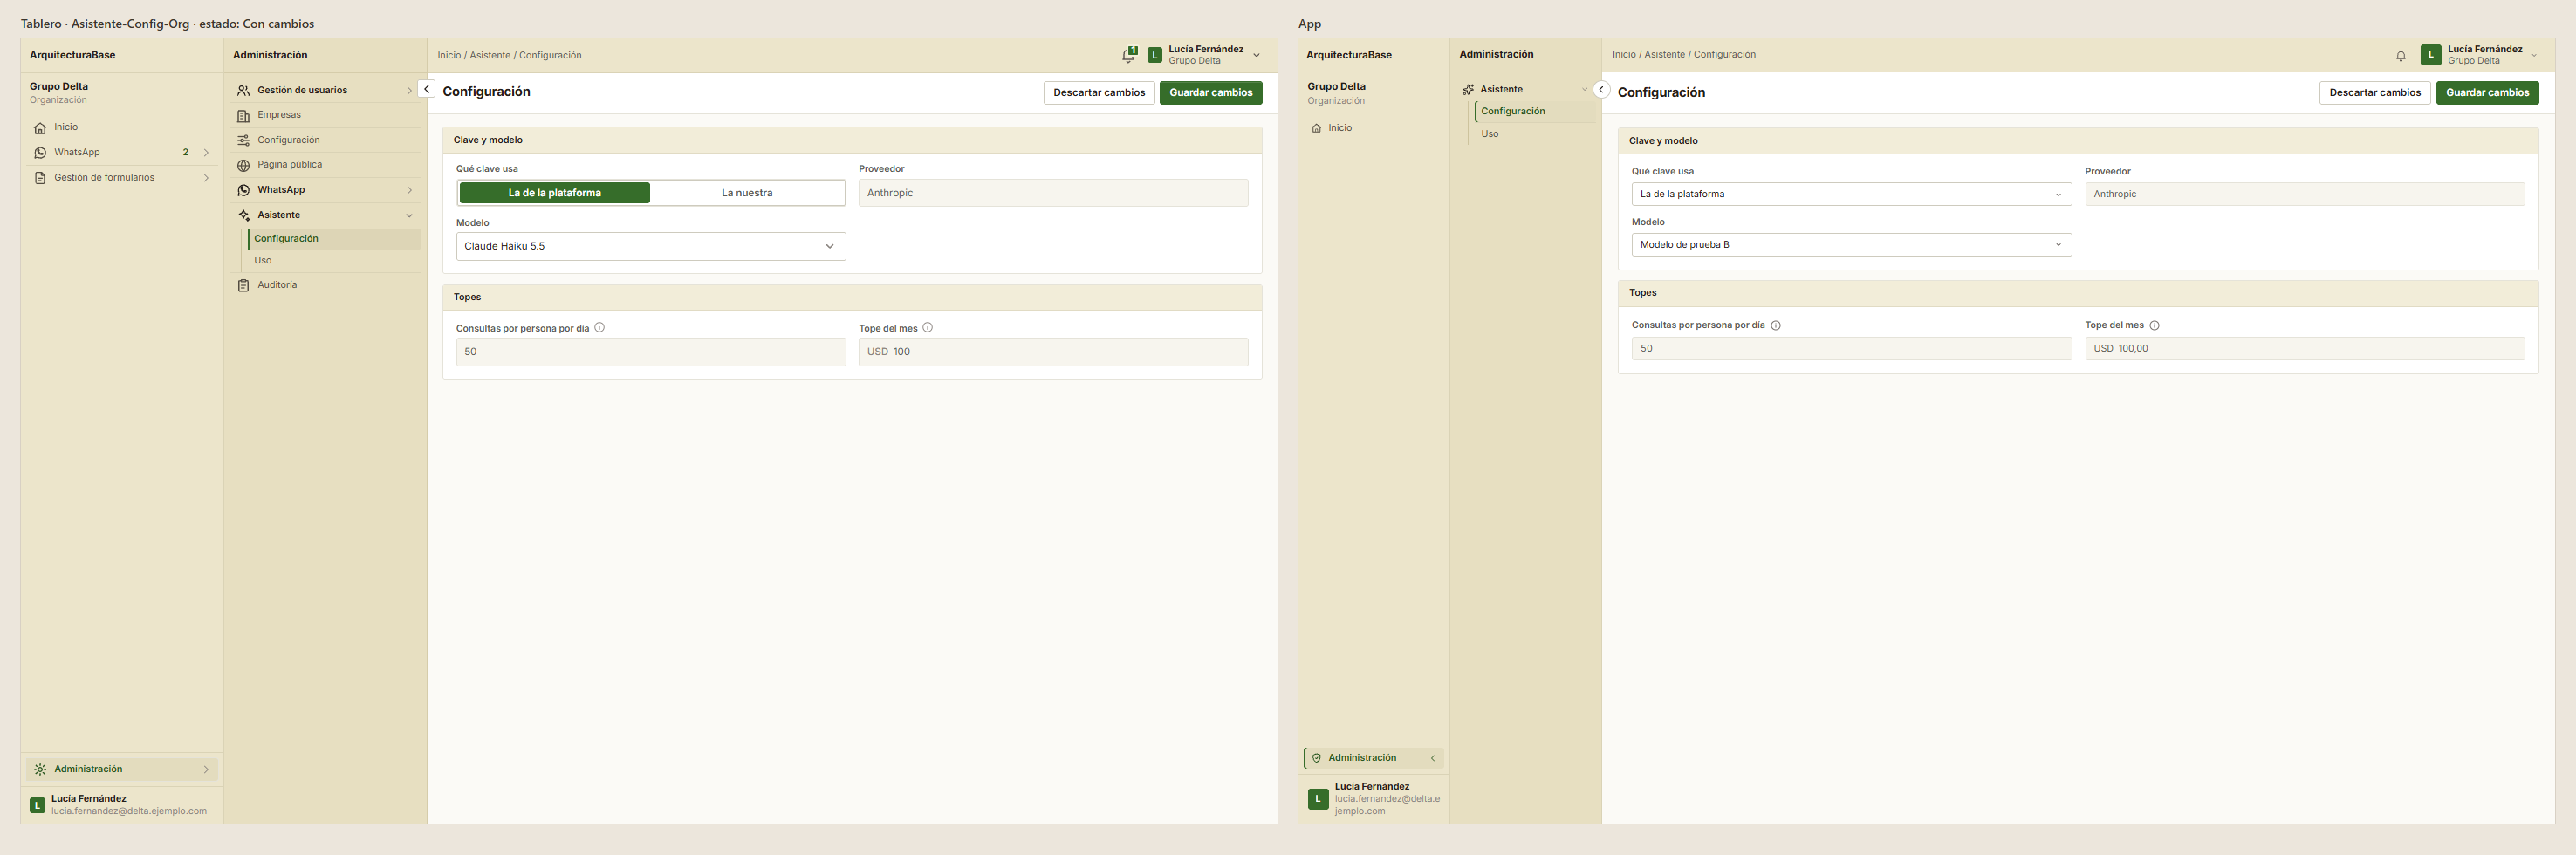 Tablero · Asistente-Config-Org · estado: Con cambios
ArquitecturaBase
Grupo Delta
Organización
Inicio
WhatsApp 2
Gestión de formularios
Administración
Lucía Fernández
lucia.fernandez@delta.ejemplo.com
Administración
Gestión de usuarios
Empresas
Configuración
Página pública
WhatsApp
Asistente
Configuración
Uso
Auditoría
Inicio / Asistente / Configuración
1
L
Lucía Fernández
Grupo Delta
Configuración
Descartar cambios
Guardar cambios
Clave y modelo
Qué clave usa
La de la plataforma
La nuestra
Proveedor
Anthropic
Modelo
Claude Haiku 5.5
Topes
Consultas por persona por día
50
Tope del mes
USD 100
L
App
ArquitecturaBase
Grupo Delta
Organización
Inicio
Administración
L
Lucía Fernández
lucia.fernandez@delta.e
jemplo.com
Administración
Asistente
Configuración
Uso
Inicio / Asistente / Configuración
L
Lucía Fernández
Grupo Delta
Configuración
Descartar cambios
Guardar cambios
Clave y modelo
Qué clave usa
La de la plataforma
Proveedor
Anthropic
Modelo
Modelo de prueba B
Topes
Consultas por persona por día
50
Tope del mes
USD 100,00